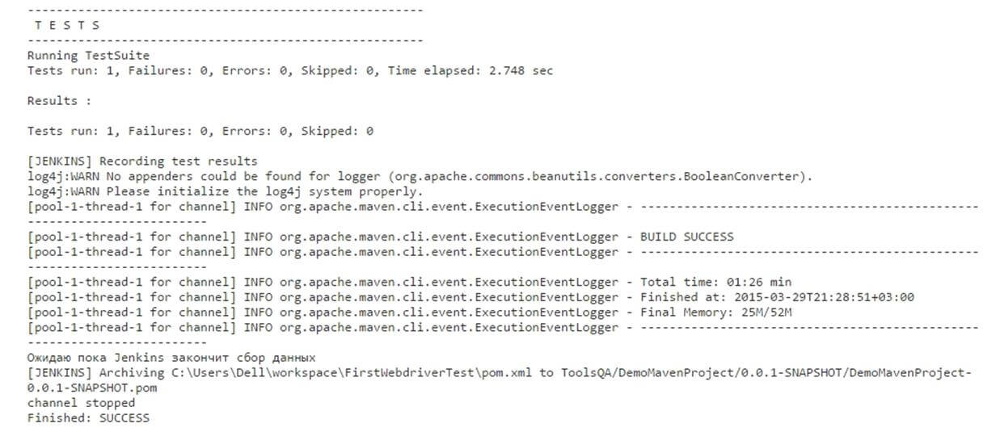 -------------------------------------------------------
T E S T S
-------------------------------------------------------
Running TestSuite
Tests run: 1, Failures: 0, Errors: 0, Skipped: 0, Time elapsed: 2.748 sec
Results :
Tests run: 1, Failures: 0, Errors: 0, Skipped: 0
[JENKINS] Recording test results
log4j:WARN No appenders could be found for logger (org.apache.commons.beanutils.converters.BooleanConverter).
log4j:WARN Please initialize the log4j system properly.
[pool-1-thread-1 for channel] INFO org.apache.maven.cli.event.ExecutionEventLogger - -----------------------------------------------
-------------------------
[pool-1-thread-1 for channel] INFO org.apache.maven.cli.event.ExecutionEventLogger - BUILD SUCCESS
[pool-1-thread-1 for channel] INFO org.apache.maven.cli.event.ExecutionEventLogger - -----------------------------------------------
-------------------------
[pool-1-thread-1 for channel] INFO org.apache.maven.cli.event.ExecutionEventLogger - Total time: 01:26 min
[pool-1-thread-1 for channel] INFO org.apache.maven.cli.event.ExecutionEventLogger - Finished at: 2015-03-29T21:28:51+03:00
[pool-1-thread-1 for channel] INFO org.apache.maven.cli.event.ExecutionEventLogger - Final Memory: 25M/52M
[pool-1-thread-1 for channel] INFO org.apache.maven.cli.event.ExecutionEventLogger - -----------------------------------------------
-------------------------
Ожидаю пока Jenkins закончит сбор данных
[JENKINS] Archiving C:\Users\Dell\workspace\FirstWebdriverTest\pom.xml to ToolsQA/DemoMavenProject/0.0.1-SNAPSHOT/DemoMavenProject-
0.0.1-SNAPSHOT.pom
channel stopped
Finished: SUCCESS